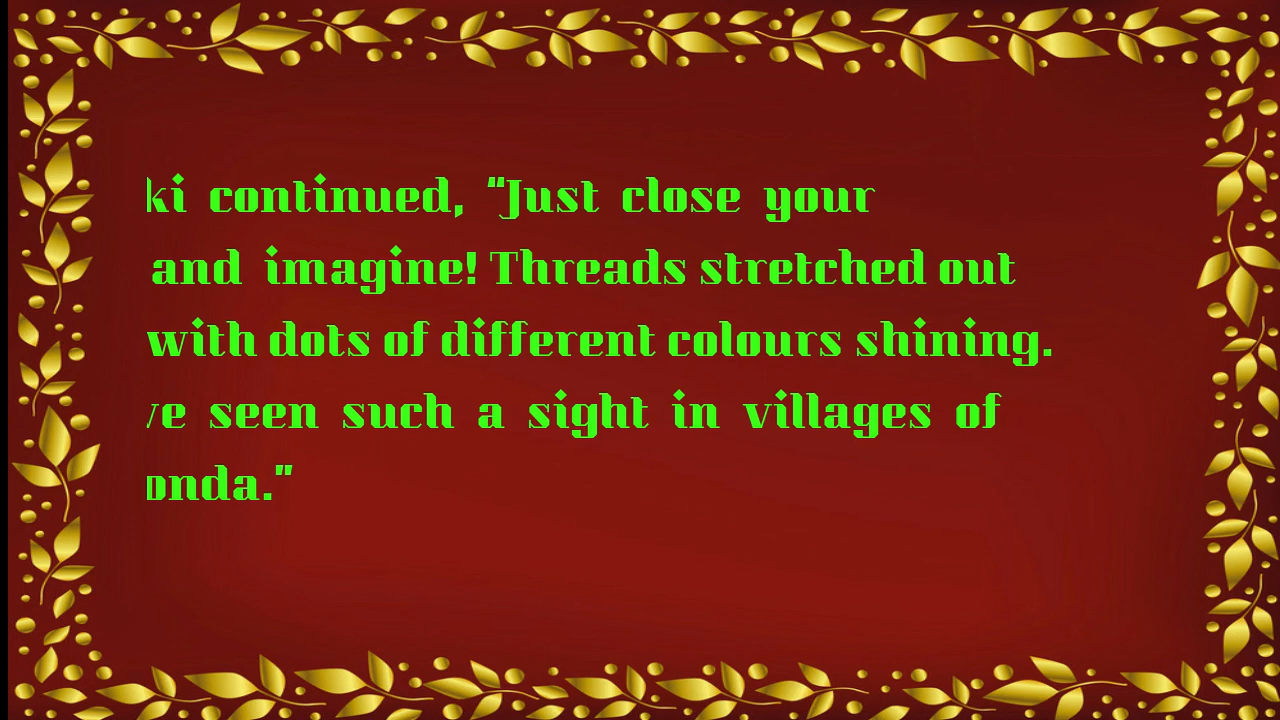 ki continued, "Just close your
and imagine! Threads stretched out
with dots of different colours shining.
ve seen such a sight in villages of
onda."